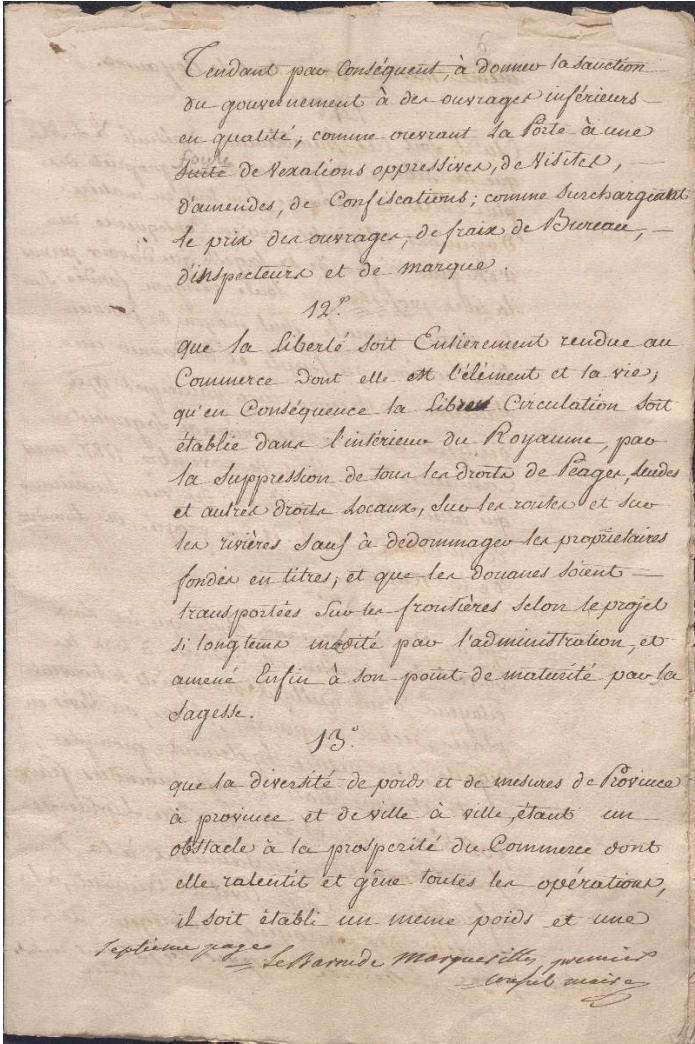 Tendant par Conséquent, à donner la sanction
du gouvernement à des ouvrages inférieurs
en qualité; comme ouvrant la Porte à une
foule
suite de Vexations oppressives, de Visites,
d'amendes, de Confiscations; comme surchargeant
le prix des ouvrages, de fraix de Bureau,
d'inspecteurs et de marque.
12°.
que la Liberté soit Entièrement rendue au
Commerce dont elle est l'élément et la vie;
qu'en Conséquence la Libre Circulation soit
établie dans l'intérieur du Royaume, par
la suppression de tous les droits de Péages, Leudes
et autres droits Locaux, sur les routes et sur
les rivières sauf à dédommager les propriétaires
fondés en titres; et que les douanes soient
transportées sur les frontières selon le projet
si longtems médité par l'administration, et
amené Enfin à son point de maturité par sa
sagesse.
13°.
que la diversité de poids et de mesures de Province
à province et de ville à ville, étant un
obstacle à la prosperité du Commerce dont
elle ralentit et gêne toutes les opérations,
il soit établi un meme poids et une
septieme page
Le premier
consul maire